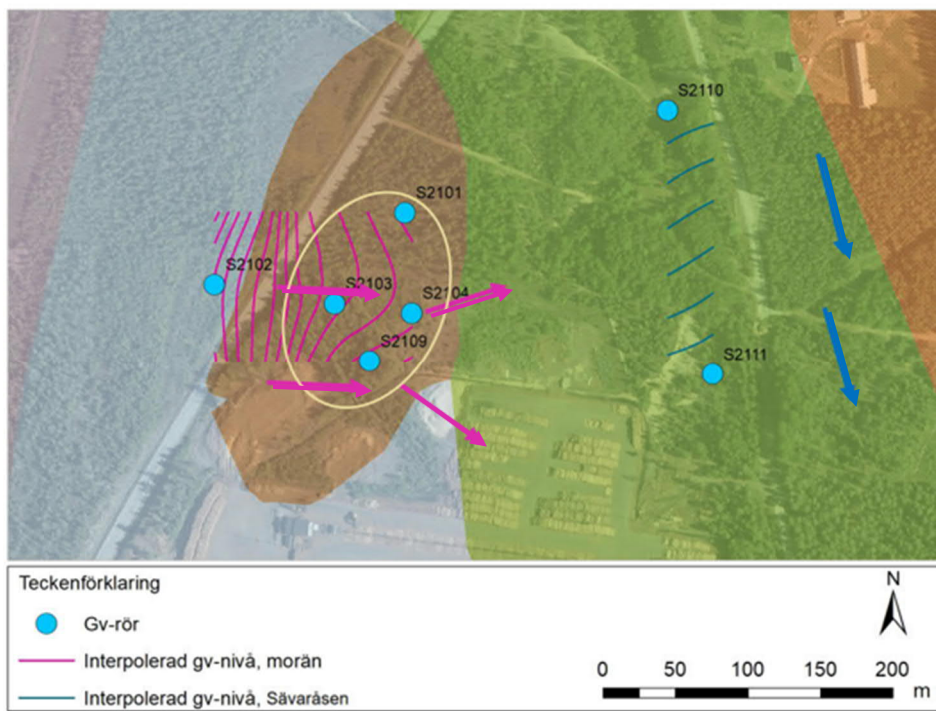 S2110
S2101
S2102
S2103
S2104
S2109
S2111
Teckenförklaring
Gv-rör
Interpolerad gv-nivå, morän
Interpolerad gv-nivå, Sävaråsen
N
0 50 100 150 200
m